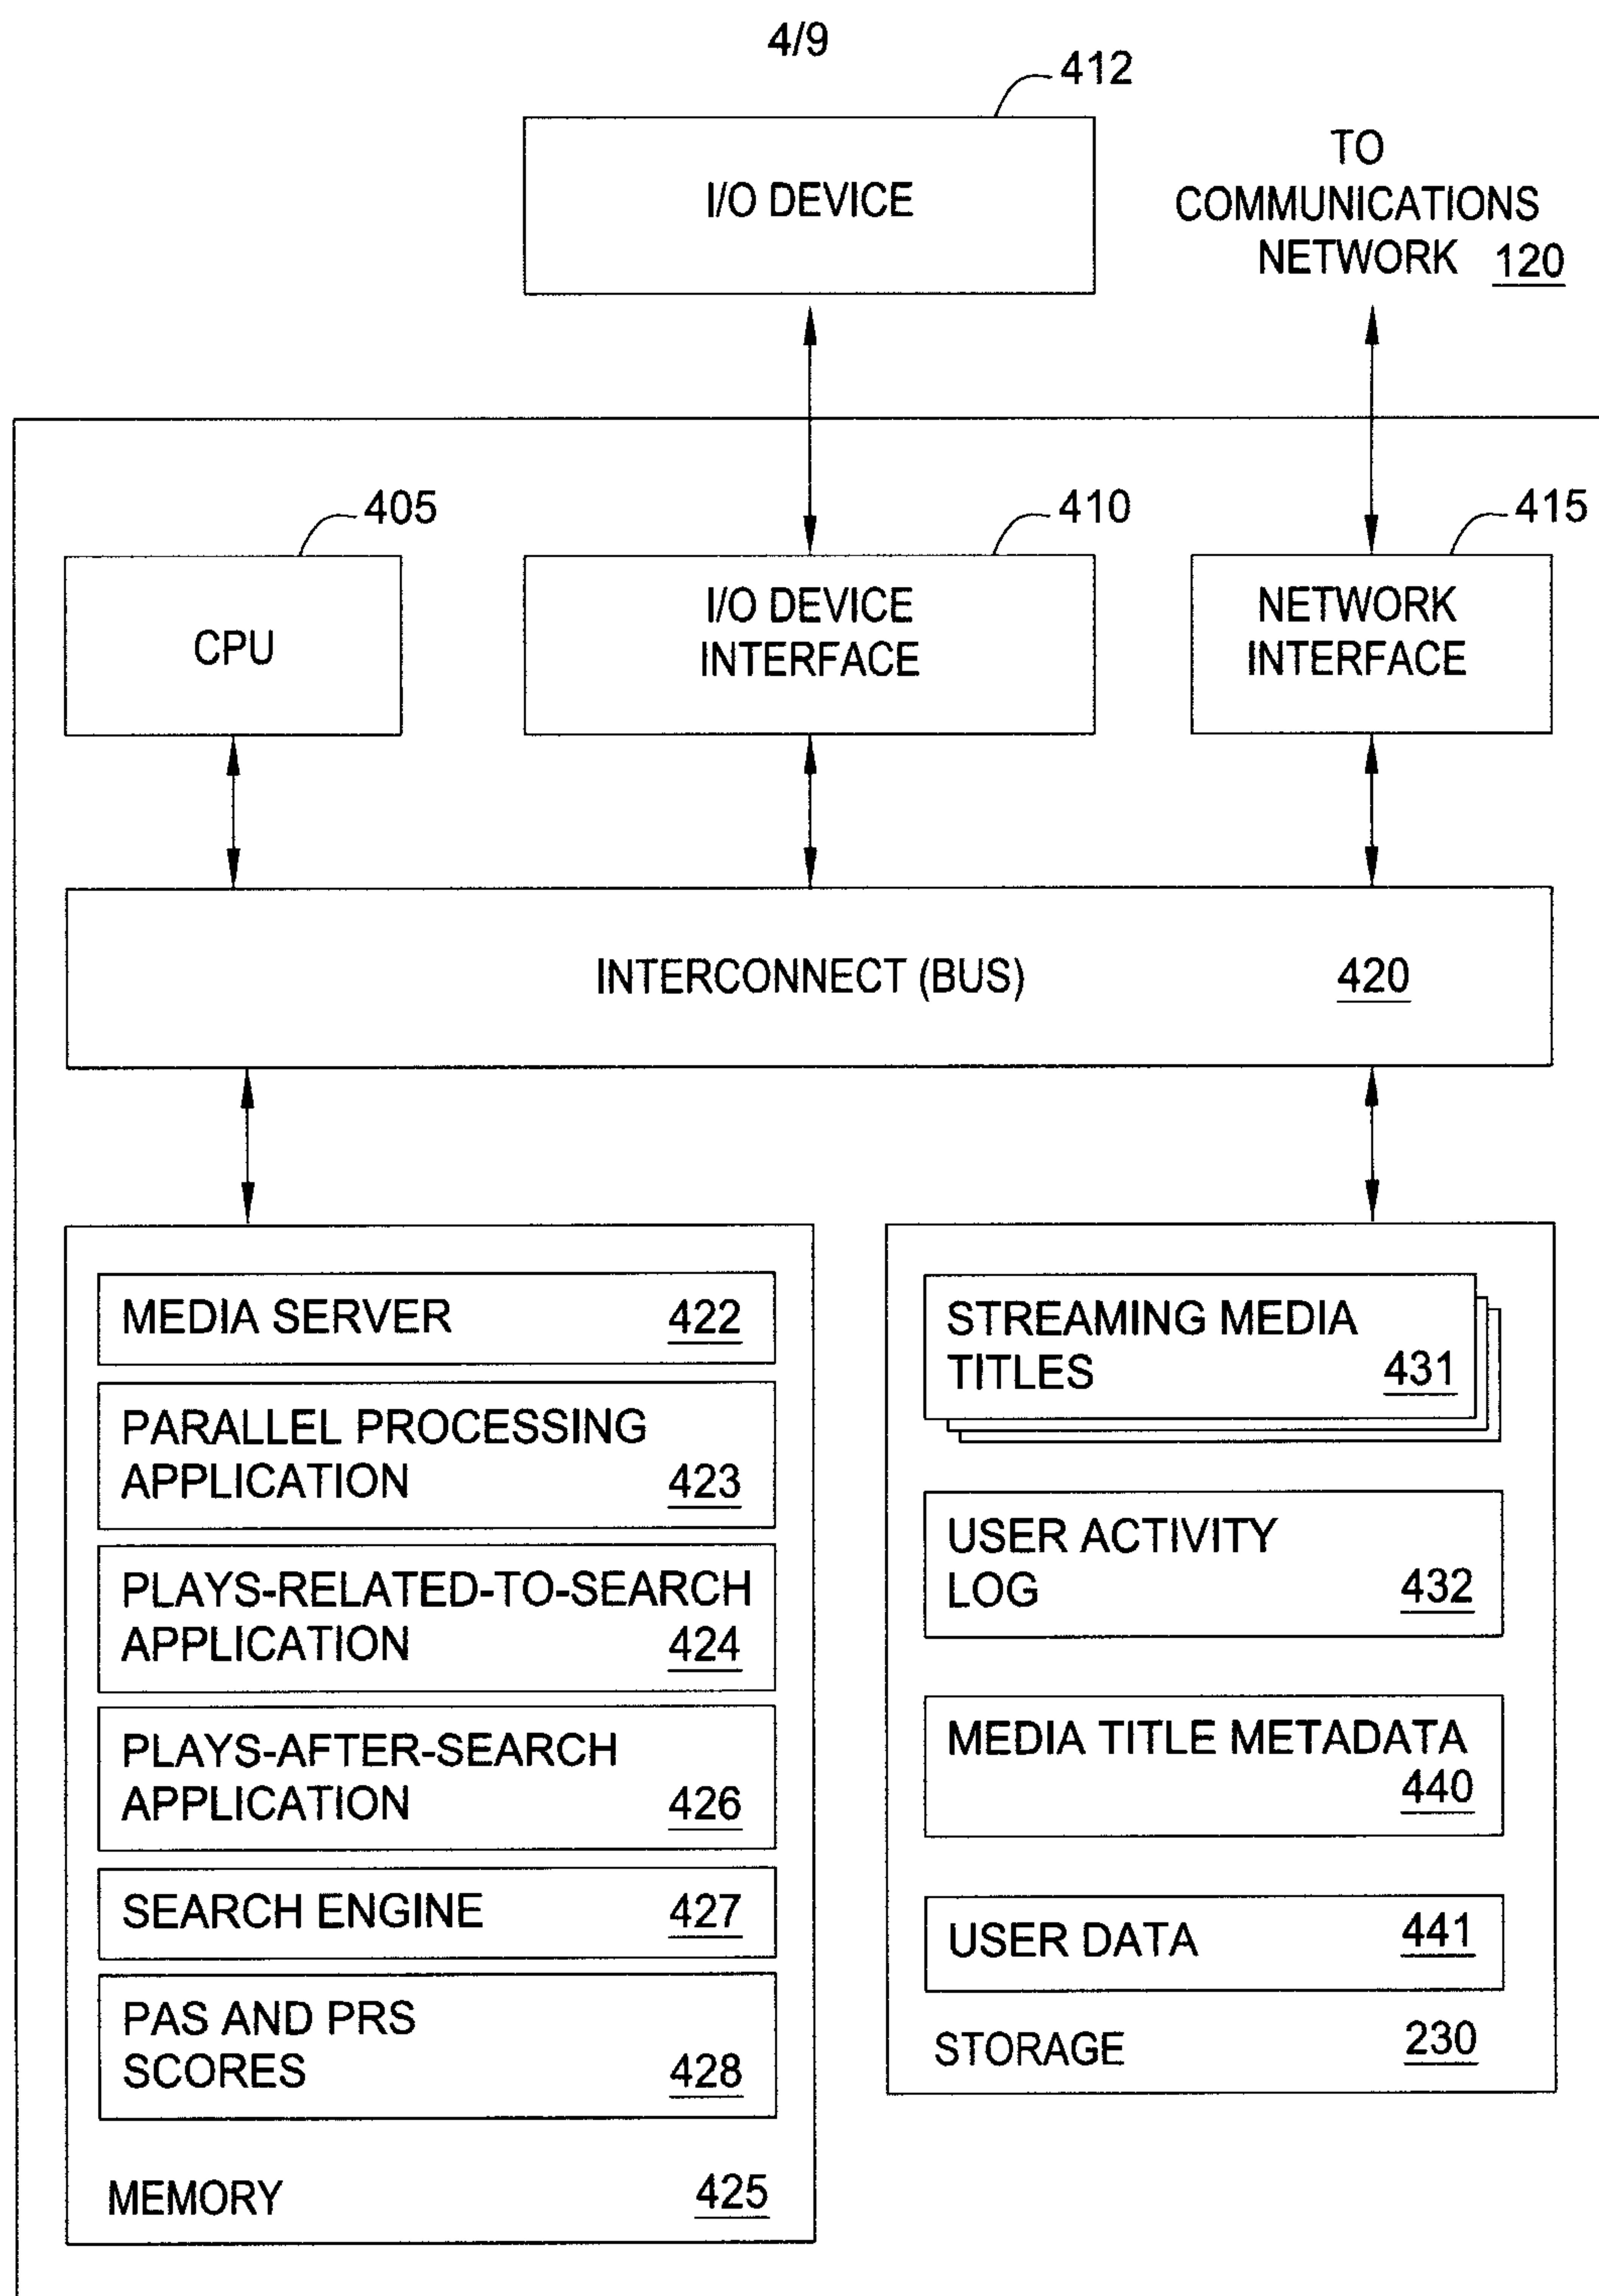 4/9
412
I/O DEVICE
TO
COMMUNICATIONS
NETWORK 120
405
410
415
CPU
I/O DEVICE
INTERFACE
NETWORK
INTERFACE
INTERCONNECT (BUS) 420
MEDIA SERVER 422
PARALLEL PROCESSING
APPLICATION 423
PLAYS-RELATED-TO-SEARCH
APPLICATION 424
PLAYS-AFTER-SEARCH
APPLICATION 426
SEARCH ENGINE 427
PAS AND PRS
SCORES 428
MEMORY 425
STREAMING MEDIA
TITLES 431
USER ACTIVITY
LOG 432
MEDIA TITLE METADATA
440
USER DATA 441
STORAGE 230